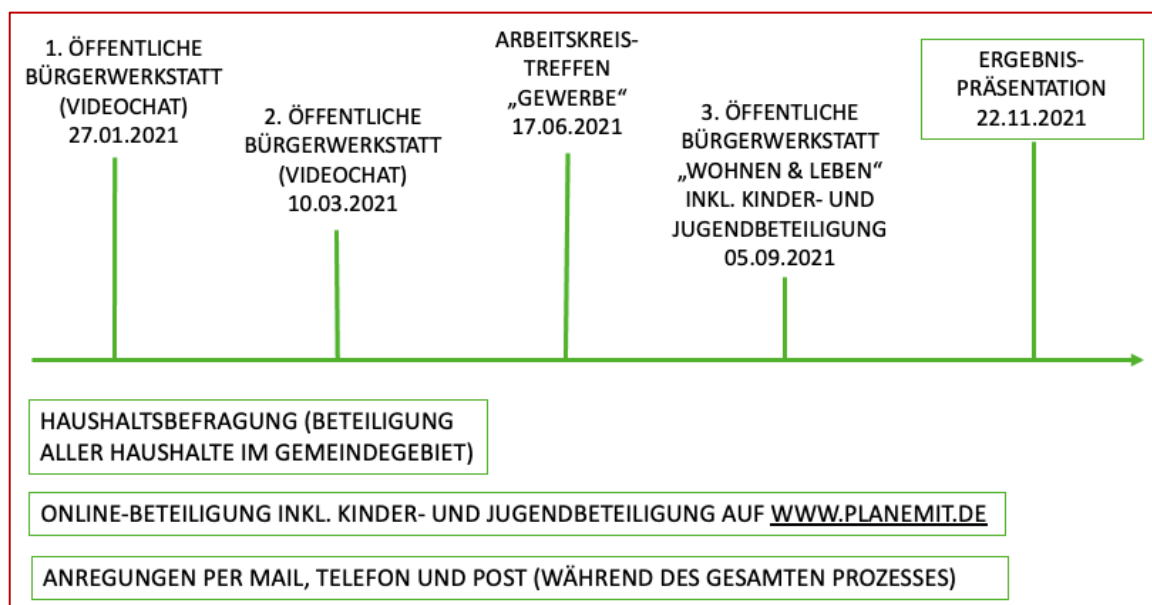 1. ÖFFENTLICHE
BÜRGERWERKSTATT
(VIDEOCHAT)
27.01.2021
2. ÖFFENTLICHE
BÜRGERWERKSTATT
(VIDEOCHAT)
10.03.2021
ARBEITSKREIS-
TREFFEN
„GEWERBE“
17.06.2021
3. ÖFFENTLICHE
BÜRGERWERKSTATT
„WOHNEN & LEBEN“
INKL. KINDER- UND
JUGENDBETEILIGUNG
05.09.2021
ERGEBNIS-
PRÄSENTATION
22.11.2021
HAUSHALTSBEFRAGUNG (BETEILIGUNG
ALLER HAUSHALTE IM GEMEINDEGEBIET)
ONLINE-BETEILIGUNG INKL. KINDER- UND JUGENDBETEILIGUNG AUF WWW.PLANEMIT.DE
ANREGUNGEN PER MAIL, TELEFON UND POST (WÄHREND DES GESAMTEN PROZESSES)